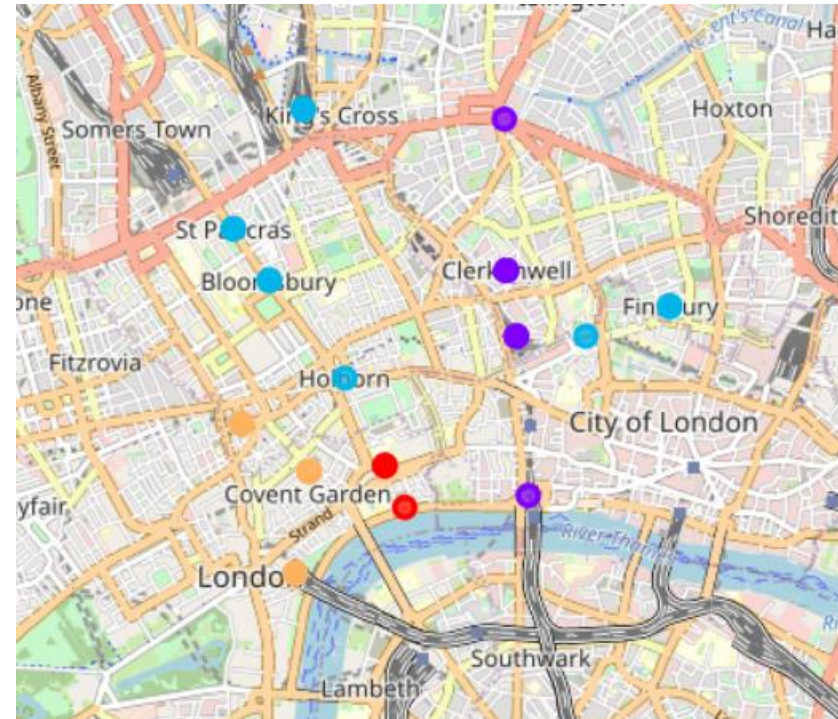 Regent's Canal
Ha
Hoxton
King's Cross
Somers Town
Albany Street
Shoredit
St Pancras
Clerkenwell
Bloomsbury
Finsbury
one
Fitzrovia
Holborn
City of London
Covent Garden
yfair
Strand
River Thames
London
Southwark
Lambeth